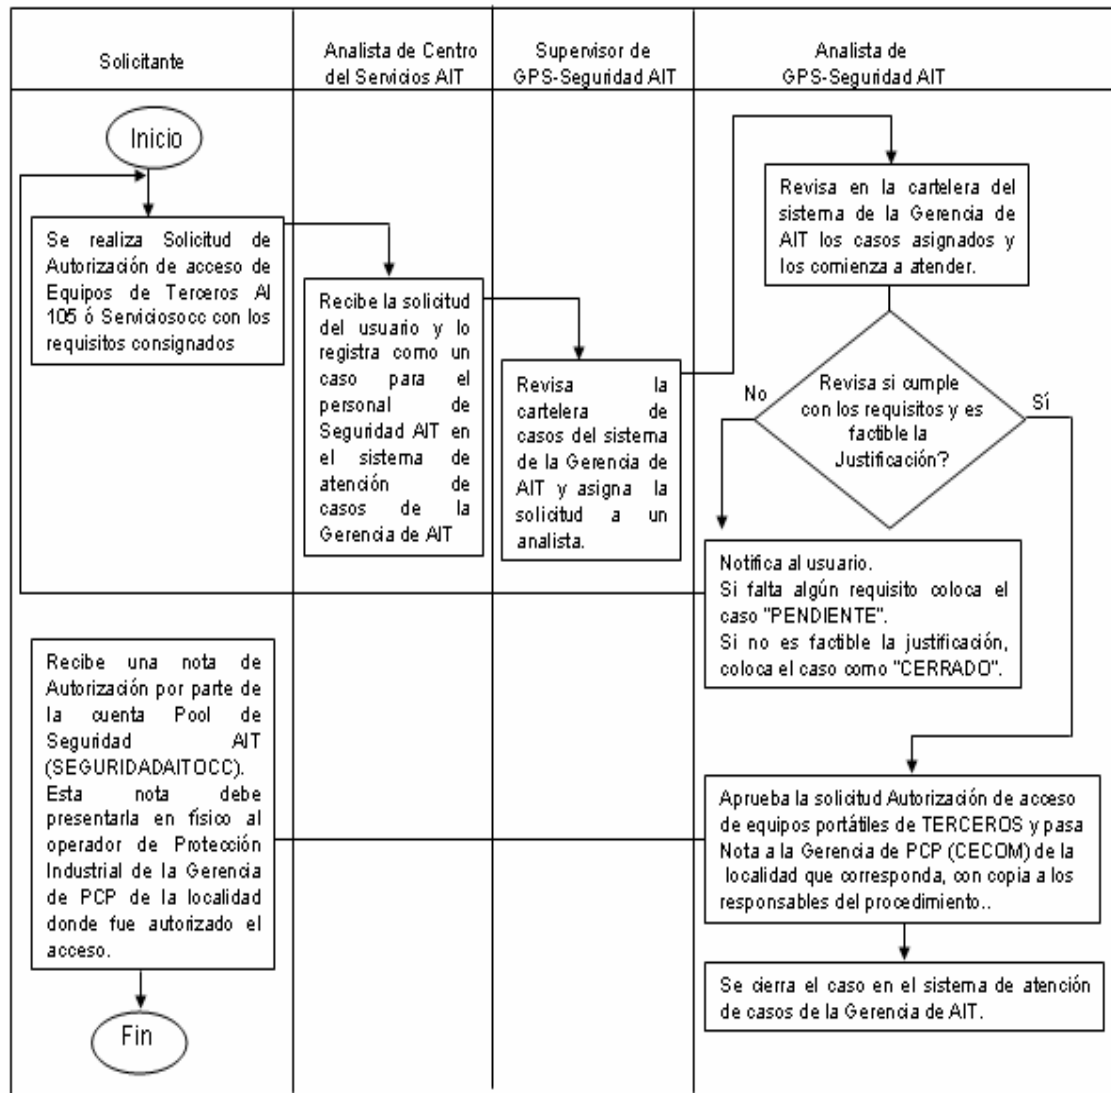 Solicitante
Analista de Centro
del Servicios AIT
Supervisor de
GPS-Seguridad AIT
Analista de
GPS-Seguridad AIT
Inicio
Se realiza Solicitud de
Autorización de acceso de
Equipos de Terceros Al
105 ó Serviciosocc con los
requisitos consignados
Recibe la solicitud
del usuario y lo
registra como un
caso para el
personal de
Seguridad AIT en
el sistema de
atención de
casos de la
Gerencia de AIT
Revisa la
cartelera de
casos del sistema
de la Gerencia de
AIT y asigna la
solicitud a un
analista.
Revisa en la cartelera del
sistema de la Gerencia de
AIT los casos asignados y
los comienza a atender.
Revisa si cumple
con los requisitos y es
factible la
Justificación?
No
Sí
Notifica al usuario.
Si falta algún requisito coloca el
caso "PENDIENTE".
Si no es factible la justificación,
coloca el caso como "CERRADO".
Aprueba la solicitud Autorización de acceso
de equipos portátiles de TERCEROS y pasa
Nota a la Gerencia de PCP (CECOM) de la
localidad que corresponda, con copia a los
responsables del procedimiento..
Se cierra el caso en el sistema de atención
de casos de la Gerencia de AIT.
Recibe una nota de
Autorización por parte de
la cuenta Pool de
Seguridad AIT
(SEGURIDADAITOCC).
Esta nota debe
presentarla en físico al
operador de Protección
Industrial de la Gerencia
de PCP de la localidad
donde fue autorizado el
acceso.
Fin